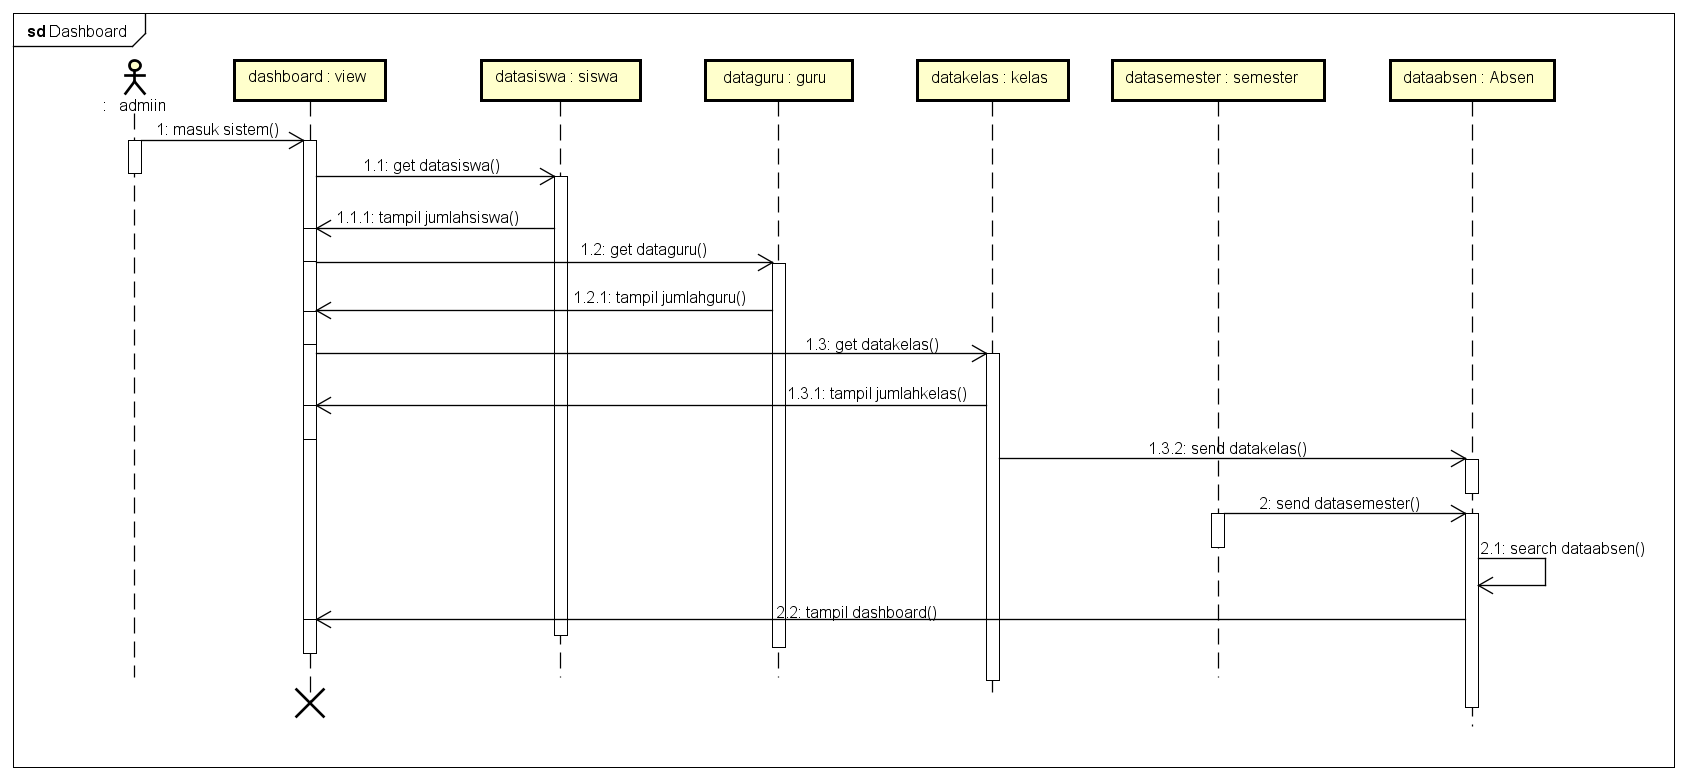 sd Dashboard
: admiin
dashboard : view
datasiswa : siswa
dataguru : guru
datakelas : kelas
datasemester : semester
dataabsen : Absen
1: masuk sistem()
1.1: get datasiswa()
1.1.1: tampil jumlahsiswa()
1.2: get dataguru()
1.2.1: tampil jumlahguru()
1.3: get datakelas()
1.3.1: tampil jumlahkelas()
1.3.2: send datakelas()
2: send datasemester()
2.1: search dataabsen()
2.2: tampil dashboard()